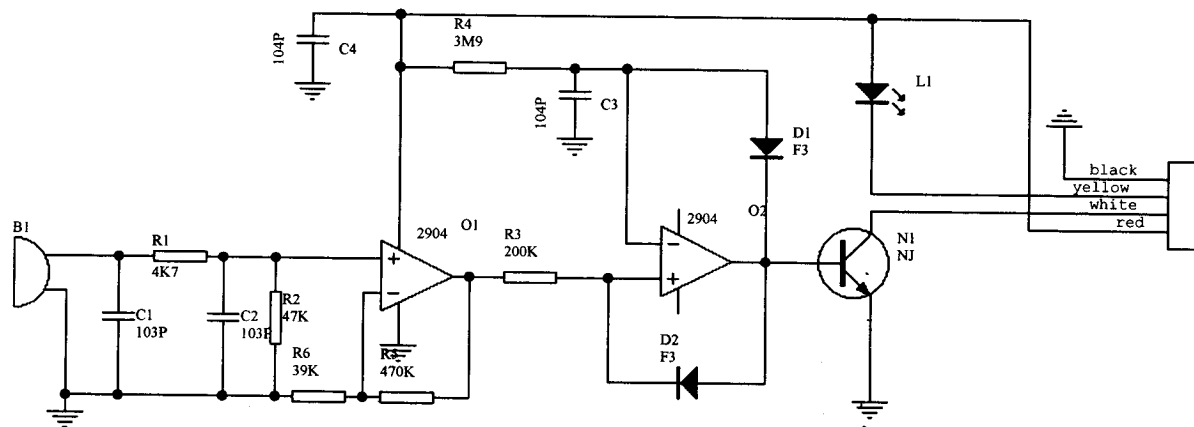 R4
3M9
104P
C4
L1
104P
C3
D1
F3
black
yellow
white
red
B1
R1
4K7
2904
O1
R3
200K
2904
O2
N1
NJ
C1
103P
C2
103P
R2
47K
R6
39K
R5
470K
D2
F3